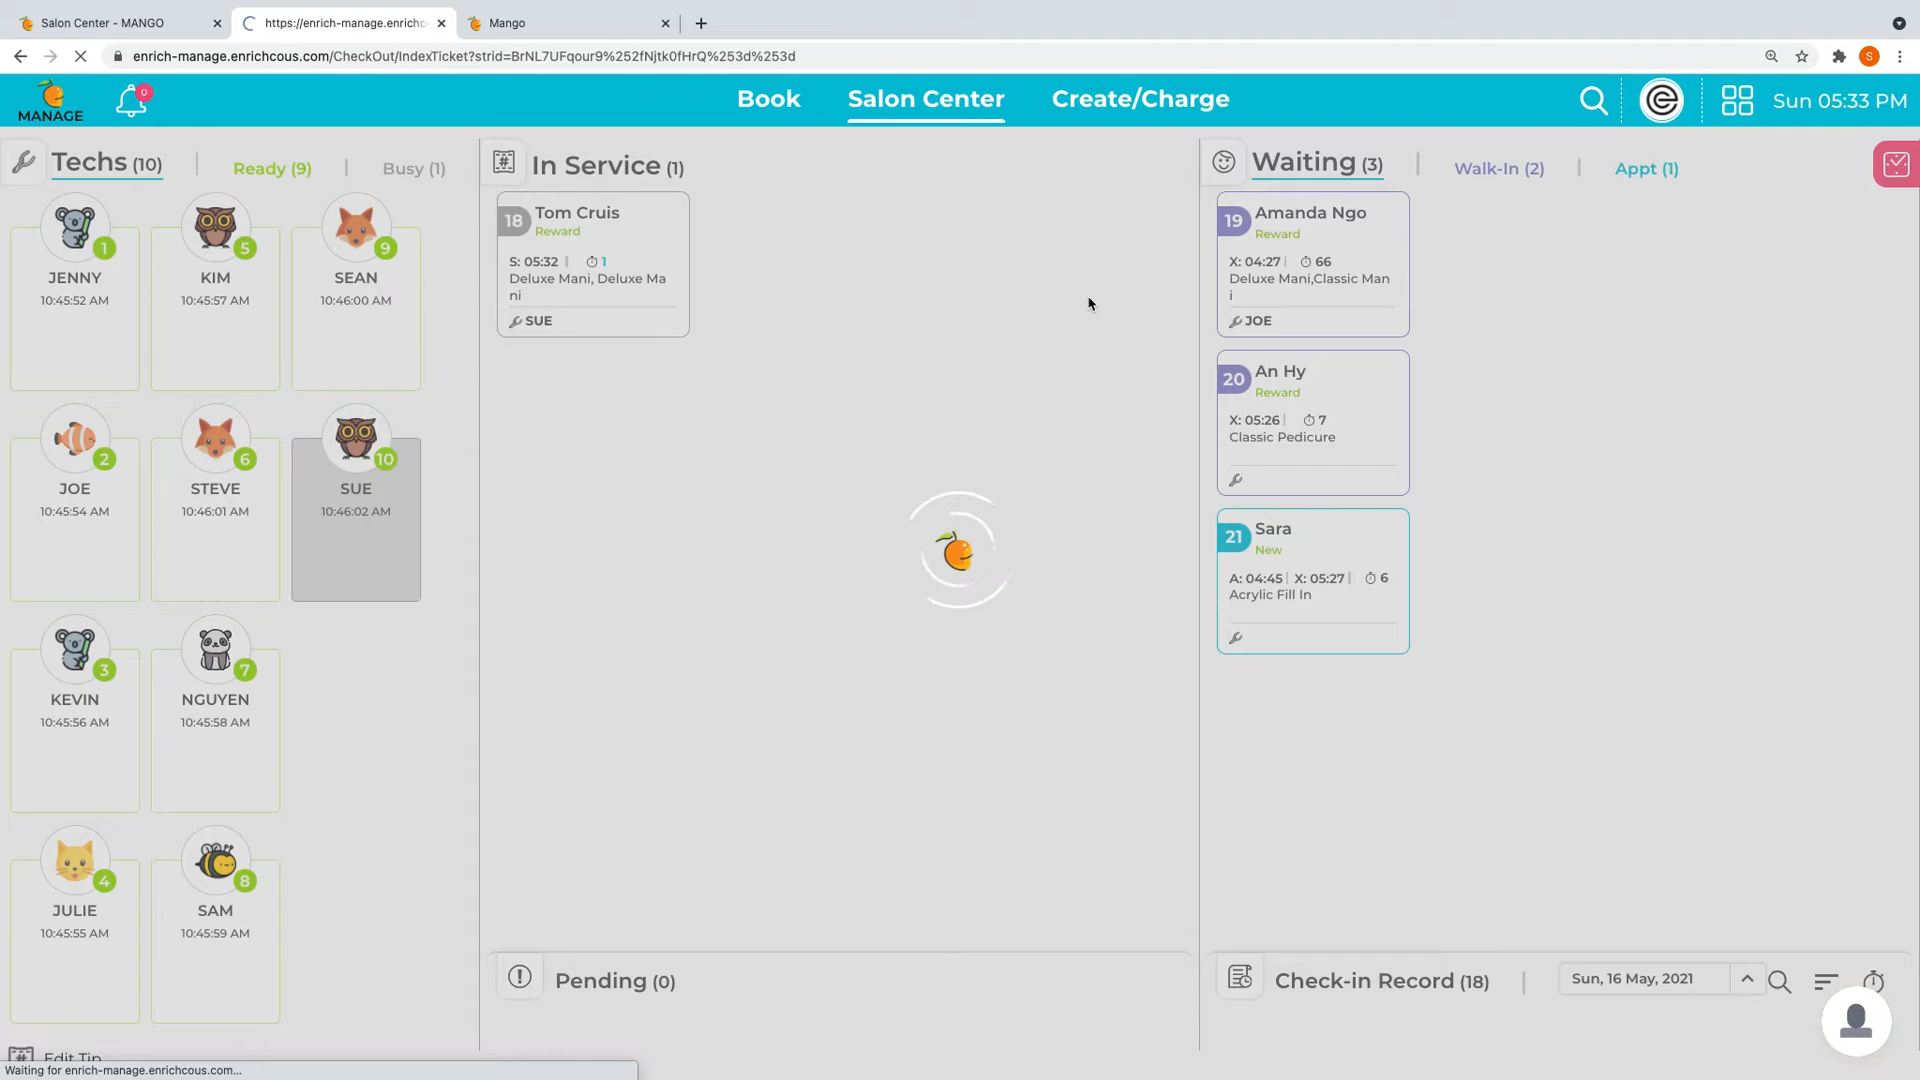 Salon Center - MANGO
https://enrich-manage.enrichc
Mango
enrich-manage.enrichcous.com/CheckOut/IndexTicket?strid=BrNL7UFqour9%252fNjtk0fHrQ%253d%253d
S
MANAGE
0
Book
Salon Center
Create/Charge
Sun 05:33 PM
Techs (10)
Ready (9)
Busy (1)
In Service (1)
Waiting (3)
Walk-In (2)
Appt (1)
1
JENNY
10:45:52 AM
5
KIM
10:45:57 AM
9
SEAN
10:46:00 AM
2
JOE
10:45:54 AM
6
STEVE
10:46:01 AM
10
SUE
10:46:02 AM
3
KEVIN
10:45:56 AM
7
NGUYEN
10:45:58 AM
4
JULIE
10:45:55 AM
8
SAM
10:45:59 AM
Edit Tip
18
Tom Cruis
Reward
S: 05:32 | 1
Deluxe Mani, Deluxe Ma
ni
SUE
19
Amanda Ngo
Reward
X: 04:27 | 66
Deluxe Mani,Classic Man
i
JOE
20
An Hy
Reward
X: 05:26 | 7
Classic Pedicure
21
Sara
New
A: 04:45 | X: 05:27 | 6
Acrylic Fill In
Pending (0)
Check-in Record (18)
Sun, 16 May, 2021
Waiting for enrich-manage.enrichcous.com...